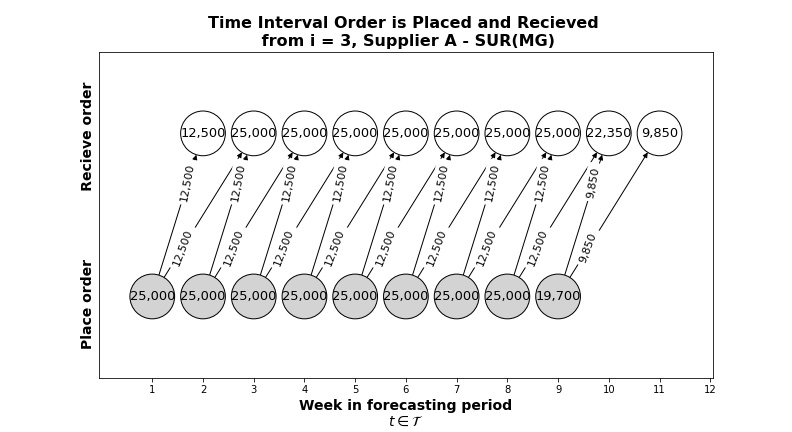 Time Interval Order is Placed and Recieved
from i = 3, Supplier A - SUR(MG)
Recieve order
12,500 25,000 25,000 25,000 25,000 25,000 25,000 25,000 22,350 9,850
12,500 12,500 12,500 12,500 12,500 12,500 12,500 12,500 9,850
12,500 12,500 12,500 12,500 12,500 12,500 12,500 12,500 9,850
Place order
25,000 25,000 25,000 25,000 25,000 25,000 25,000 25,000 19,700
1 2 3 4 5 6 7 8 9 10 11 12
Week in forecasting period
t ∈ 𝒯